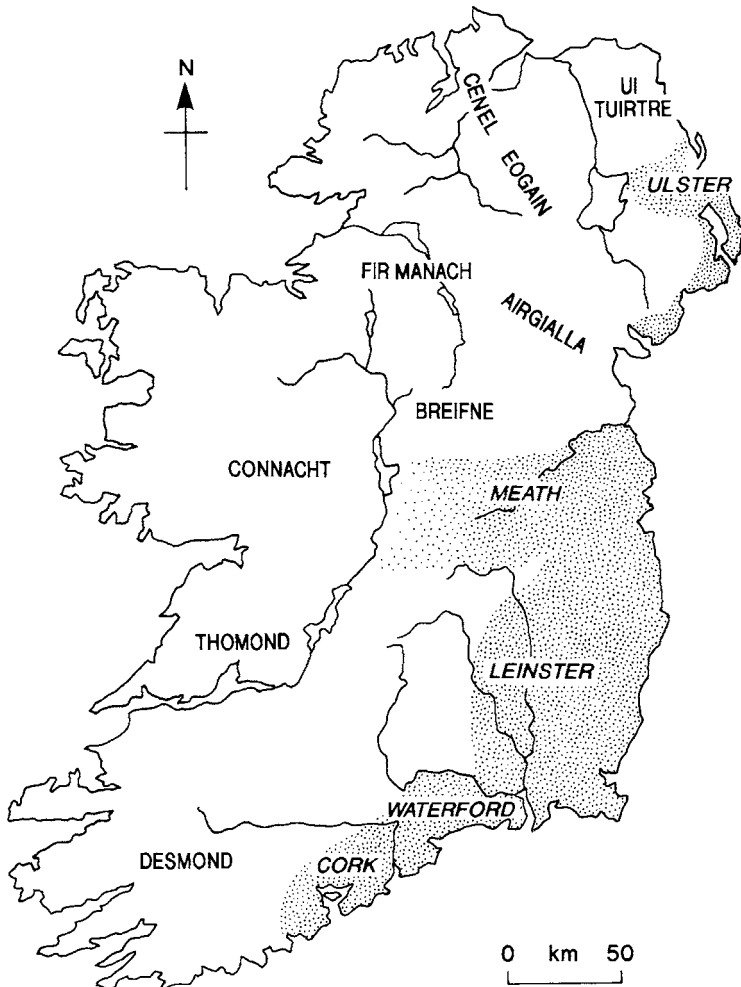 N
UI
TUIRTRE
CENEL EOGAIN
ULSTER
FIR MANACH
AIRGIALLA
BREIFNE
CONNACHT
MEATH
THOMOND
LEINSTER
WATERFORD
DESMOND
CORK
0 km 50